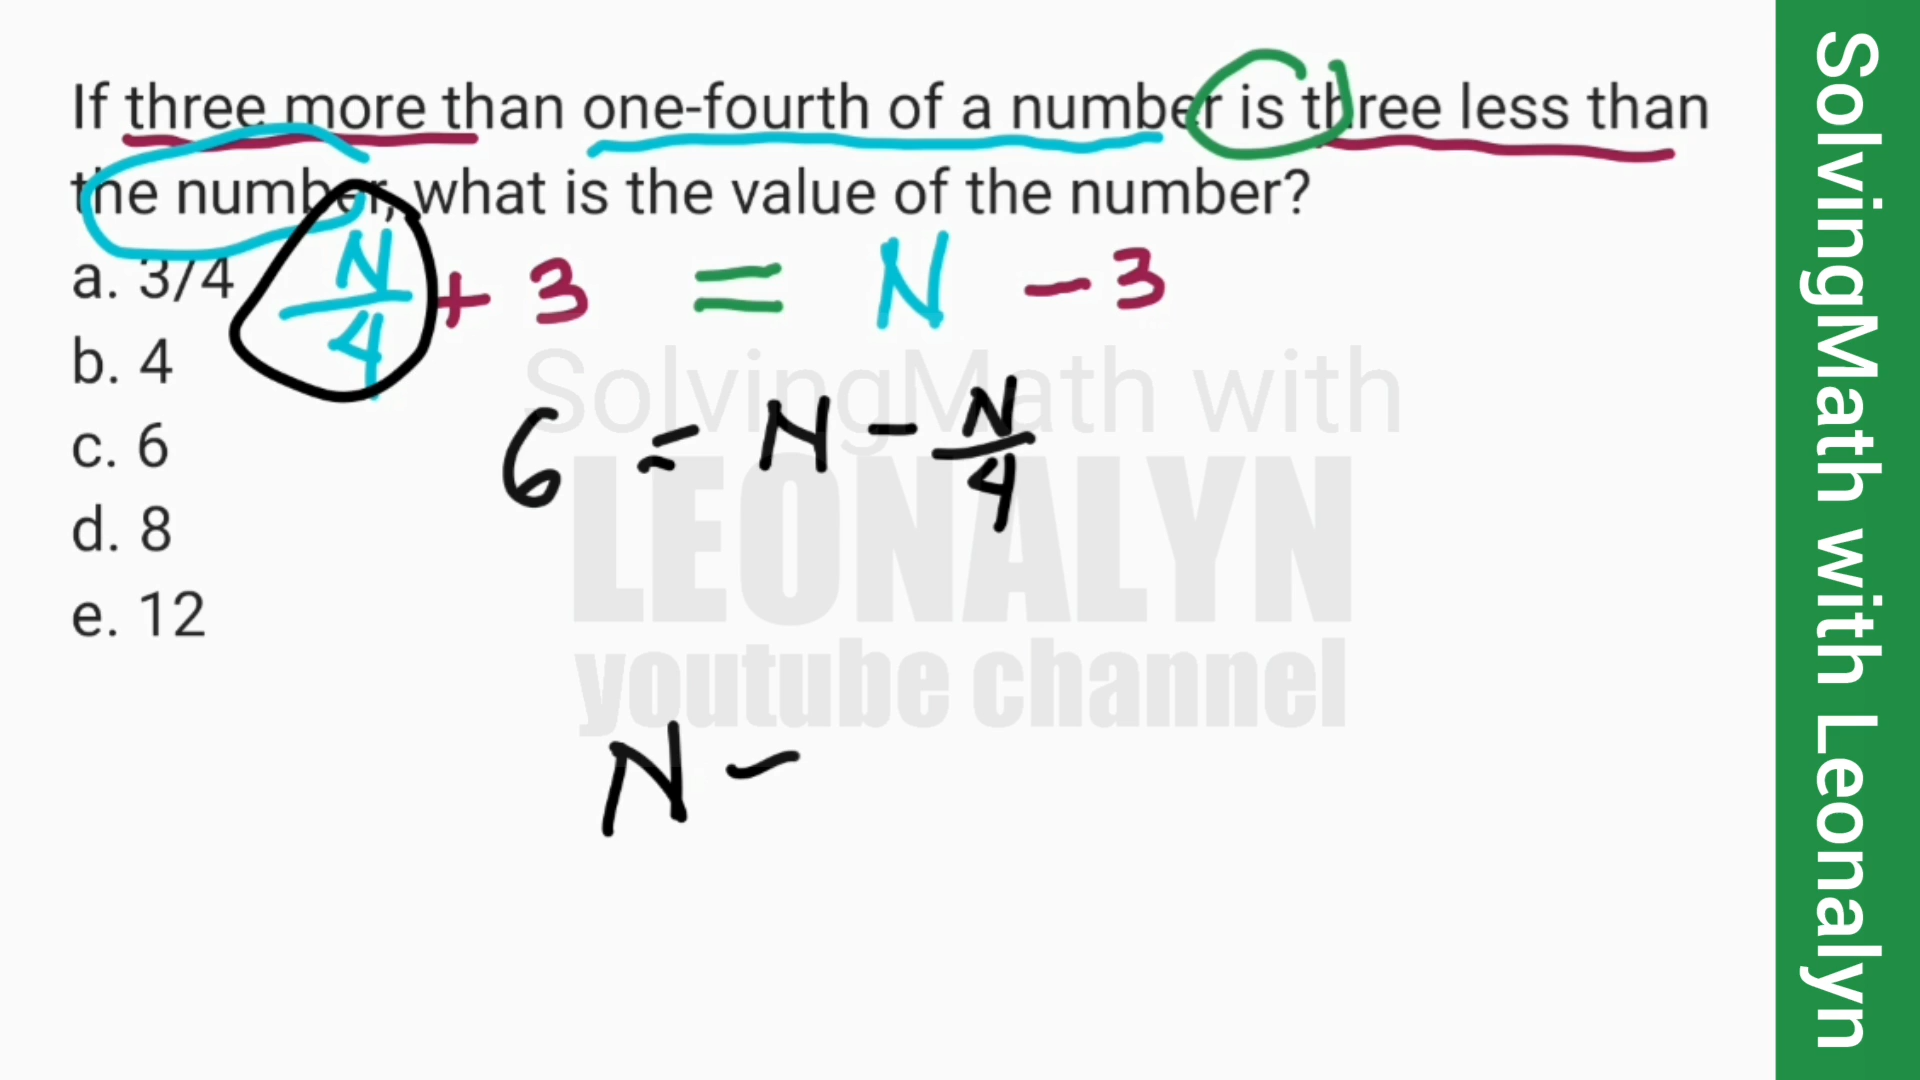 If three more than one-fourth of a number is three less than
the number, what is the value of the number?
a. 3/4
N/4 + 3 = N - 3
b. 4
c. 6
6 = N - N/4
d. 8
e. 12
N -
SolvingMath with
LEONALYN
youtube channel
SolvingMath with Leonalyn